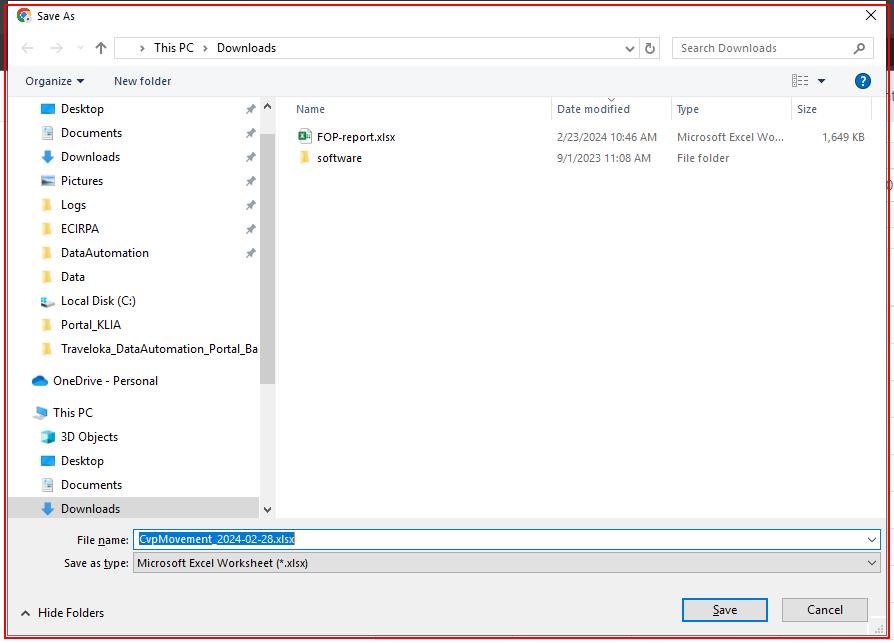 Save As
This PC > Downloads
Search Downloads
Organize New folder
?
Name Date modified Type Size
FOP-report.xlsx 2/23/2024 10:46 AM Microsoft Excel Wo... 1,649 KB
software 9/1/2023 11:08 AM File folder
Desktop
Documents
Downloads
Pictures
Logs
ECIRPA
DataAutomation
Data
Local Disk (C:)
Portal_KLIA
Traveloka_DataAutomation_Portal_Ba
OneDrive - Personal
This PC
3D Objects
Desktop
Documents
Downloads
File name: CvpMovement_2024-02-28.xlsx
Save as type: Microsoft Excel Worksheet (*.xlsx)
Hide Folders
Save Cancel